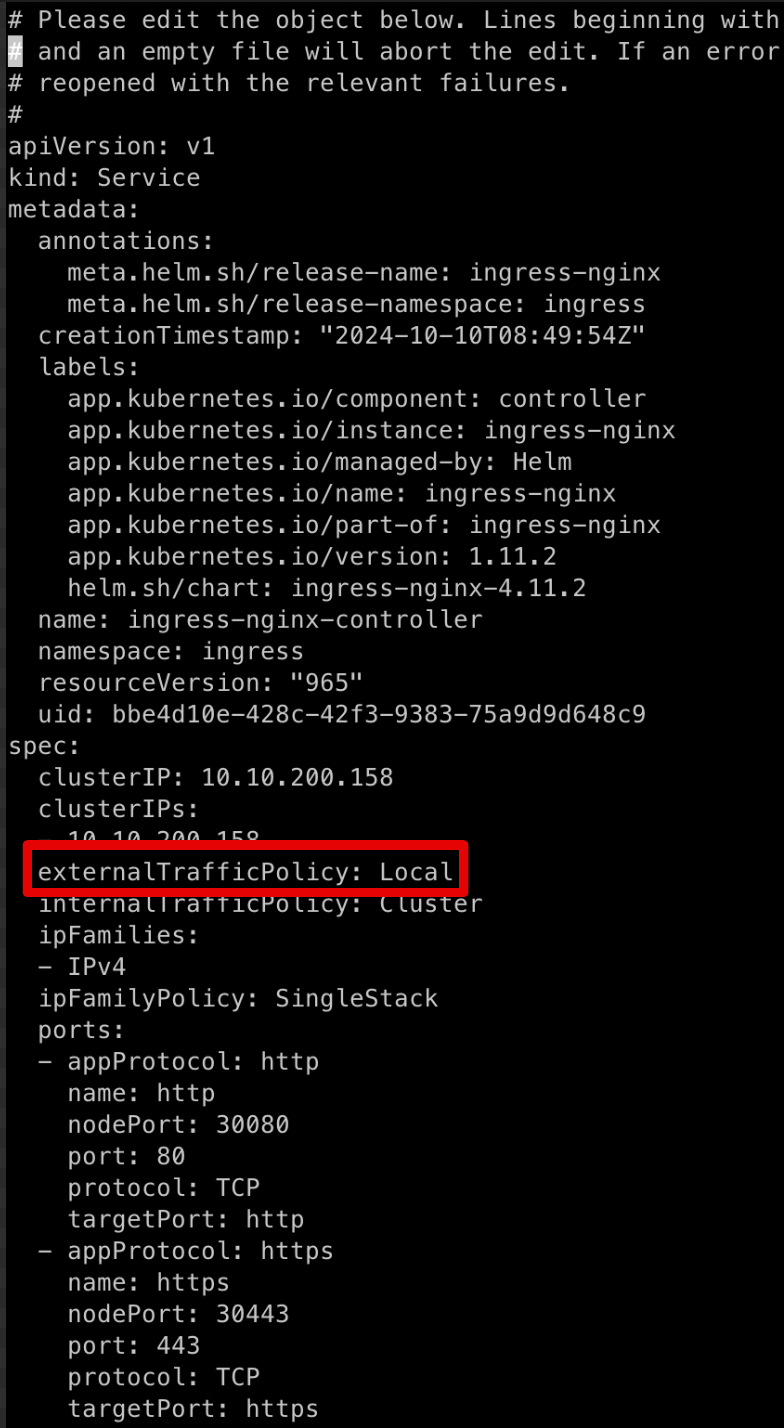 # Please edit the object below. Lines beginning with
# and an empty file will abort the edit. If an error
# reopened with the relevant failures.
#
apiVersion: v1
kind: Service
metadata:
  annotations:
    meta.helm.sh/release-name: ingress-nginx
    meta.helm.sh/release-namespace: ingress
  creationTimestamp: "2024-10-10T08:49:54Z"
  labels:
    app.kubernetes.io/component: controller
    app.kubernetes.io/instance: ingress-nginx
    app.kubernetes.io/managed-by: Helm
    app.kubernetes.io/name: ingress-nginx
    app.kubernetes.io/part-of: ingress-nginx
    app.kubernetes.io/version: 1.11.2
    helm.sh/chart: ingress-nginx-4.11.2
  name: ingress-nginx-controller
  namespace: ingress
  resourceVersion: "965"
  uid: bbe4d10e-428c-42f3-9383-75a9d9d648c9
spec:
  clusterIP: 10.10.200.158
  clusterIPs:
  - 10.10.200.158
  externalTrafficPolicy: Local
  internalTrafficPolicy: Cluster
  ipFamilies:
  - IPv4
  ipFamilyPolicy: SingleStack
  ports:
  - appProtocol: http
    name: http
    nodePort: 30080
    port: 80
    protocol: TCP
    targetPort: http
  - appProtocol: https
    name: https
    nodePort: 30443
    port: 443
    protocol: TCP
    targetPort: https